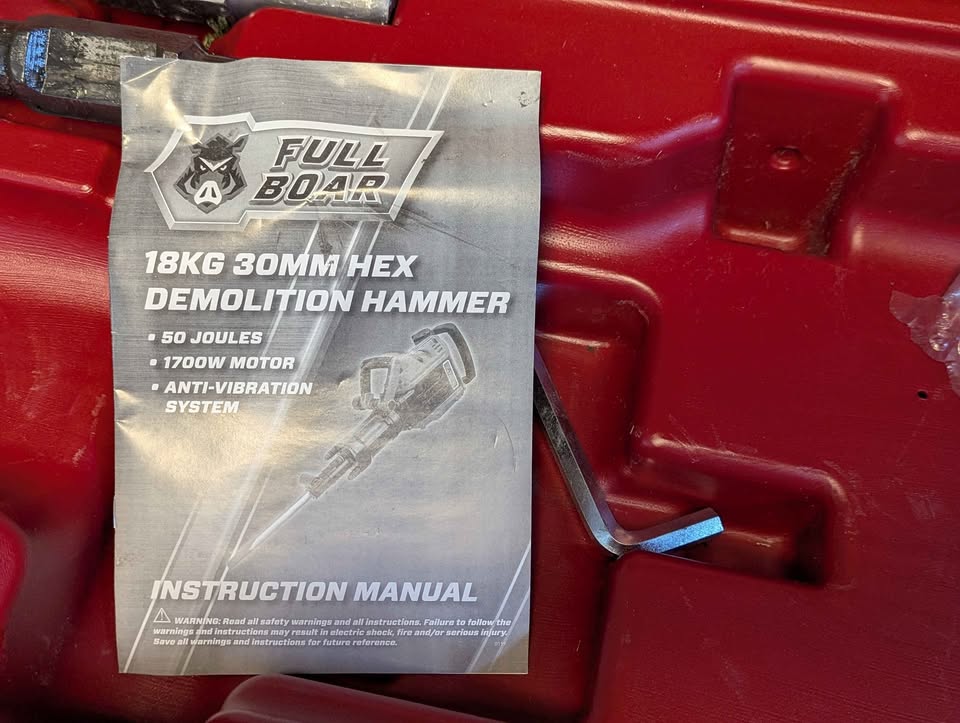 FULL
BOAR
18KG 30MM HEX
DEMOLITION HAMMER
• 50 JOULES
• 1700W MOTOR
• ANTI-VIBRATION
SYSTEM
INSTRUCTION MANUAL
WARNING: Read all safety warnings and all instructions. Failure to follow the
warnings and instructions may result in electric shock, fire and/or serious injury.
Save all warnings and instructions for future reference.